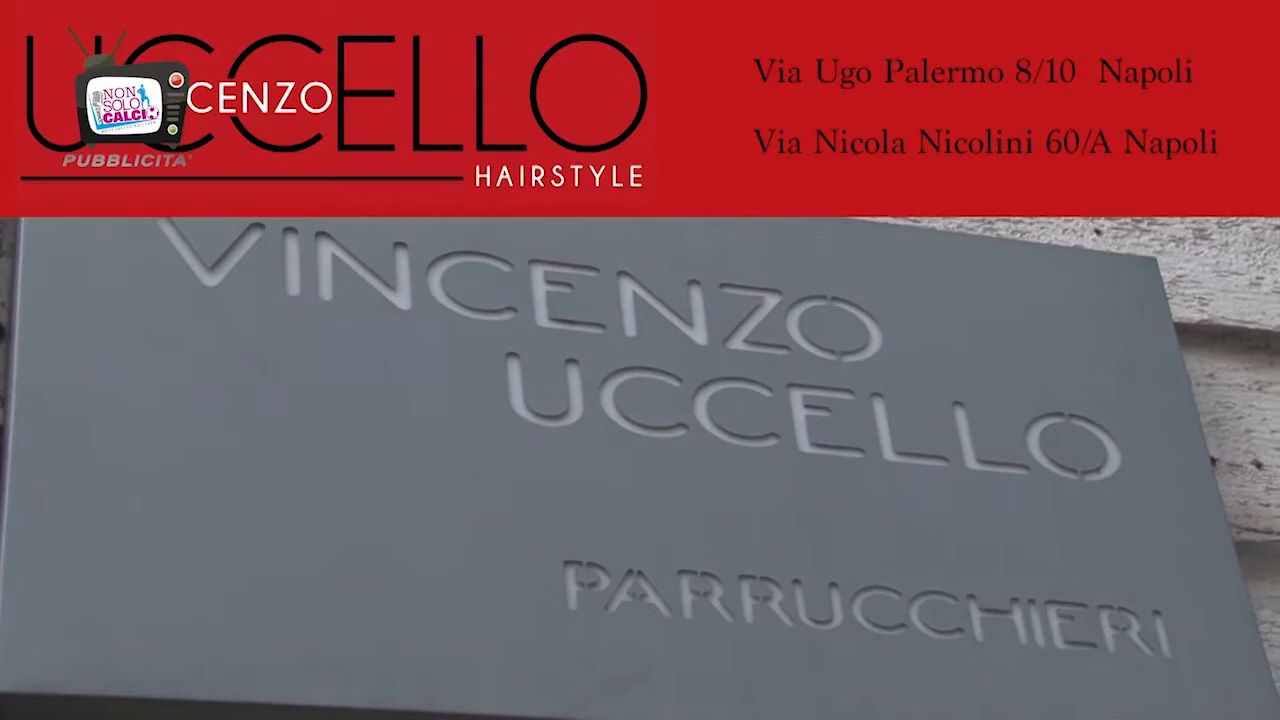 UCCELLO
CENZO
HAIRSTYLE
NON
SOLO
CALCIO
PUBBLICITA'
Via Ugo Palermo 8/10 Napoli
Via Nicola Nicolini 60/A Napoli
VINCENZO
UCCELLO
PARRUCCHIERI